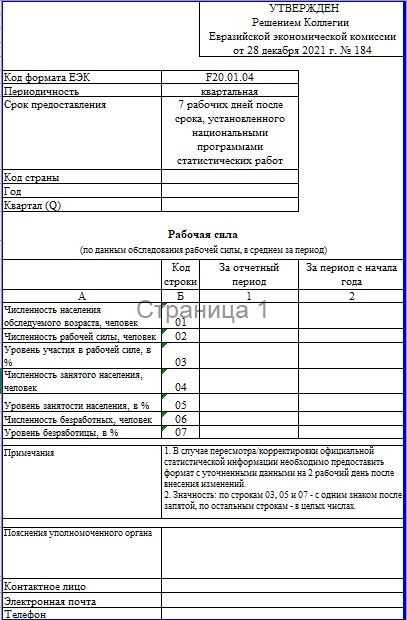 УТВЕРЖДЕН
Решением Коллегии
Евразийской экономической комиссии
от 28 декабря 2021 г. № 184
Код формата ЕЭК F20.01.04
Периодичность квартальная
Срок предоставления 7 рабочих дней после
срока, установленного
национальными
программами
статистических работ
Код страны
Год
Квартал (Q)
Рабочая сила
(по данным обследования рабочей силы, в среднем за период)
Код строки За отчетный период За период с начала года
А Б 1 2
Страница 1
Численность населения
обследуемого возраста, человек 01
Численность рабочей силы, человек 02
Уровень участия в рабочей силе, в
% 03
Численность занятого населения,
человек 04
Уровень занятости населения, в % 05
Численность безработных, человек 06
Уровень безработицы, в % 07
Примечания
1. В случае пересмотра/корректировки официальной
статистической информации необходимо предоставить
формат с уточненными данными на 2 рабочий день после
внесения изменений.
2. Значность: по строкам 03, 05 и 07 - с одним знаком после
запятой, по остальным строкам - в целых числах.
Пояснения уполномоченного органа
Контактное лицо
Электронная почта
Телефон